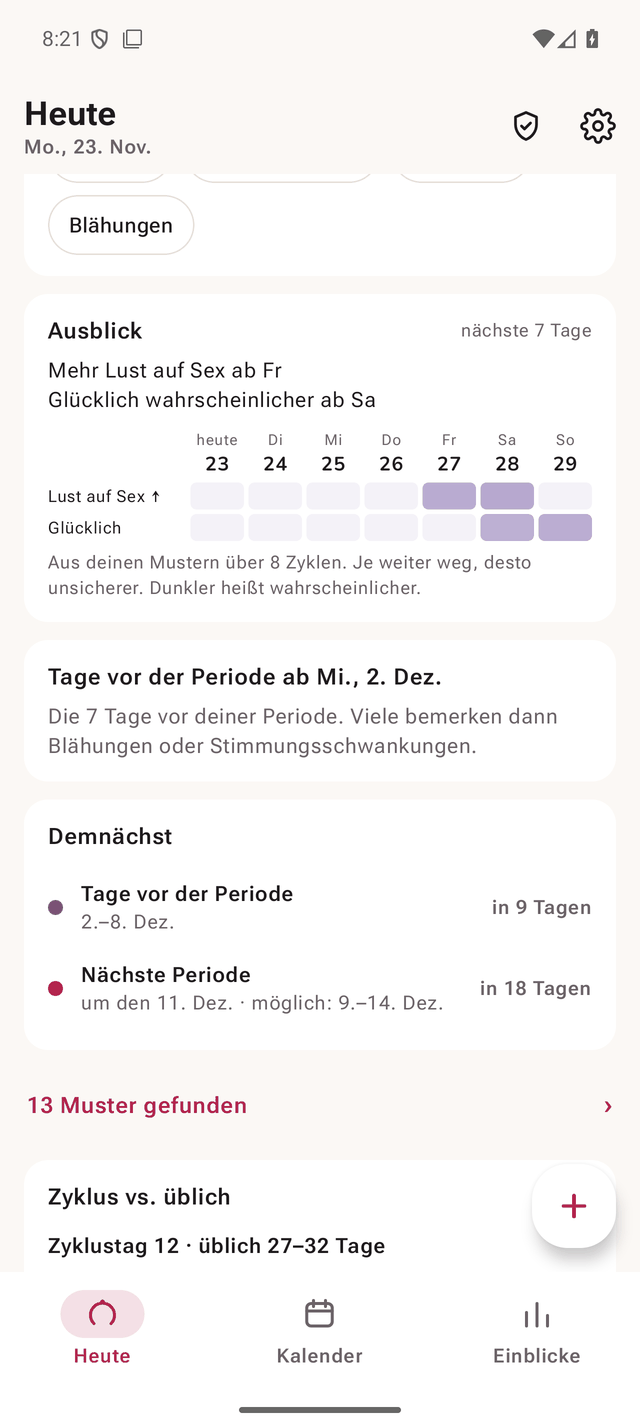 8:21
Heute
Mo., 23. Nov.
Blähungen
Ausblick
nächste 7 Tage
Mehr Lust auf Sex ab Fr
Glücklich wahrscheinlicher ab Sa
heute Di Mi Do Fr Sa So
23 24 25 26 27 28 29
Lust auf Sex ↑
Glücklich
Aus deinen Mustern über 8 Zyklen. Je weiter weg, desto
unsicherer. Dunkler heißt wahrscheinlicher.
Tage vor der Periode ab Mi., 2. Dez.
Die 7 Tage vor deiner Periode. Viele bemerken dann
Blähungen oder Stimmungsschwankungen.
Demnächst
Tage vor der Periode
2.–8. Dez.
in 9 Tagen
Nächste Periode
um den 11. Dez. · möglich: 9.–14. Dez.
in 18 Tagen
13 Muster gefunden ›
Zyklus vs. üblich
Zyklustag 12 · üblich 27–32 Tage
Heute
Kalender
Einblicke